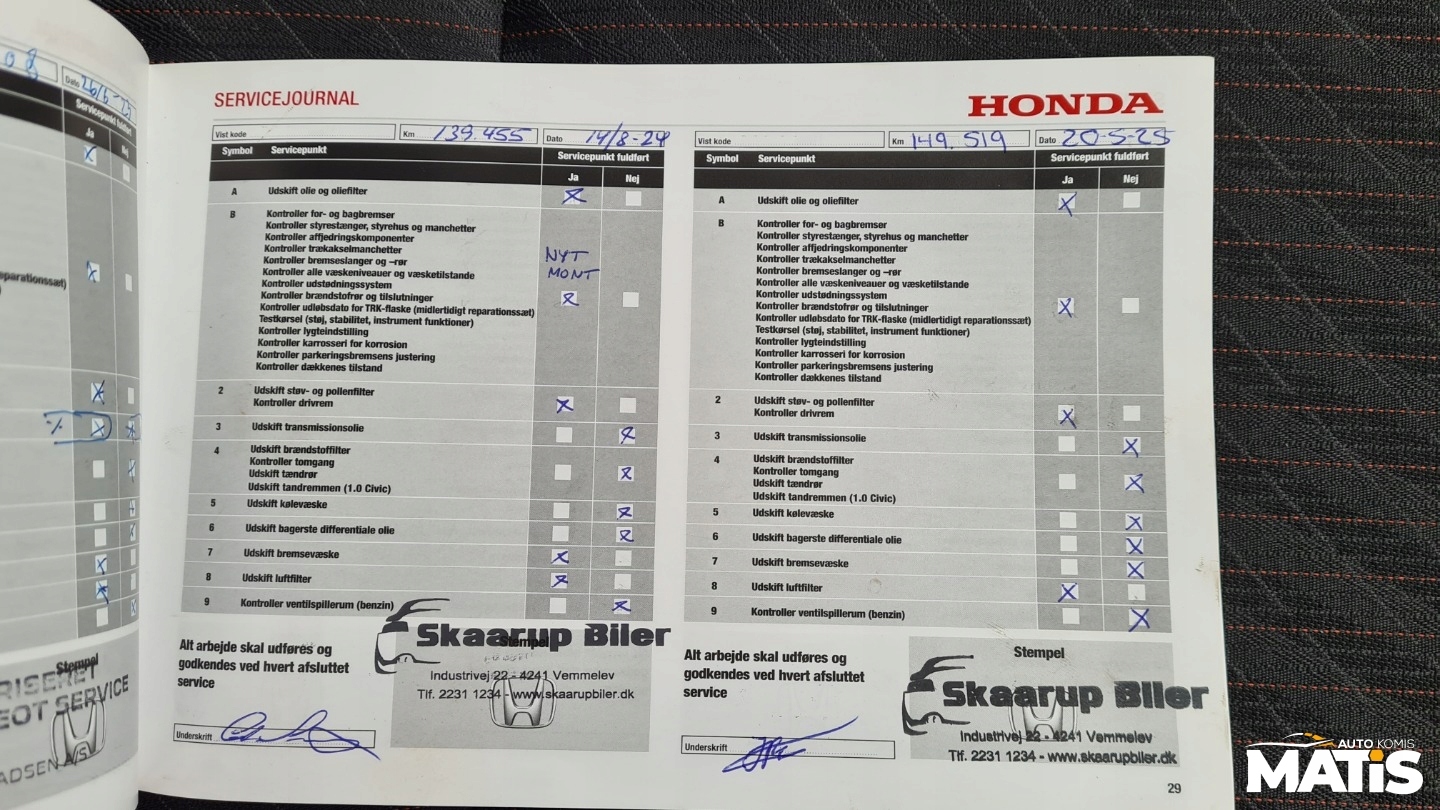 08
Dato 26/6-23
Servicepunkt fuldført
Ja Nej
eparationssæt)
Stempel
RISERET
EOT SERVICE
ADSEN A/S
SERVICEJOURNAL
HONDA
Vist kode Km 139.455 Dato 14/8-24
Symbol Servicepunkt Servicepunkt fuldført
Ja Nej
A Udskift olie og oliefilter
B Kontroller for- og bagbremser
Kontroller styrestænger, styrehus og manchetter
Kontroller affjedringskomponenter
Kontroller trækakselmanchetter
Kontroller bremseslanger og –rør
Kontroller alle væskeniveauer og væsketilstande
Kontroller udstødningssystem
Kontroller brændstofrør og tilslutninger
Kontroller udløbsdato for TRK-flaske (midlertidigt reparationssæt)
Testkørsel (støj, stabilitet, instrument funktioner)
Kontroller lygteindstilling
Kontroller karrosseri for korrosion
Kontroller parkeringsbremsens justering
Kontroller dækkenes tilstand
NYT
MONT
2 Udskift støv- og pollenfilter
Kontroller drivrem
3 Udskift transmissionsolie
4 Udskift brændstoffilter
Kontroller tomgang
Udskift tændrør
Udskift tandremmen (1.0 Civic)
5 Udskift kølevæske
6 Udskift bagerste differentiale olie
7 Udskift bremsevæske
8 Udskift luftfilter
9 Kontroller ventilspillerum (benzin)
Alt arbejde skal udføres og
godkendes ved hvert afsluttet
service
Underskrift
Stempel
Skaarup Biler
Industrivej 22 - 4241 Vemmelev
Tlf. 2231 1234 - www.skaarupbiler.dk
Vist kode Km 149.519 Dato 20-5-25
Symbol Servicepunkt Servicepunkt fuldført
Ja Nej
A Udskift olie og oliefilter
B Kontroller for- og bagbremser
Kontroller styrestænger, styrehus og manchetter
Kontroller affjedringskomponenter
Kontroller trækakselmanchetter
Kontroller bremseslanger og –rør
Kontroller alle væskeniveauer og væsketilstande
Kontroller udstødningssystem
Kontroller brændstofrør og tilslutninger
Kontroller udløbsdato for TRK-flaske (midlertidigt reparationssæt)
Testkørsel (støj, stabilitet, instrument funktioner)
Kontroller lygteindstilling
Kontroller karrosseri for korrosion
Kontroller parkeringsbremsens justering
Kontroller dækkenes tilstand
2 Udskift støv- og pollenfilter
Kontroller drivrem
3 Udskift transmissionsolie
4 Udskift brændstoffilter
Kontroller tomgang
Udskift tændrør
Udskift tandremmen (1.0 Civic)
5 Udskift kølevæske
6 Udskift bagerste differentiale olie
7 Udskift bremsevæske
8 Udskift luftfilter
9 Kontroller ventilspillerum (benzin)
Alt arbejde skal udføres og
godkendes ved hvert afsluttet
service
Underskrift
Stempel
Skaarup Biler
Industrivej 22 - 4241 Vemmelev
Tlf. 2231 1234 - www.skaarupbiler.dk
29
AUTO KOMIS
MATIS